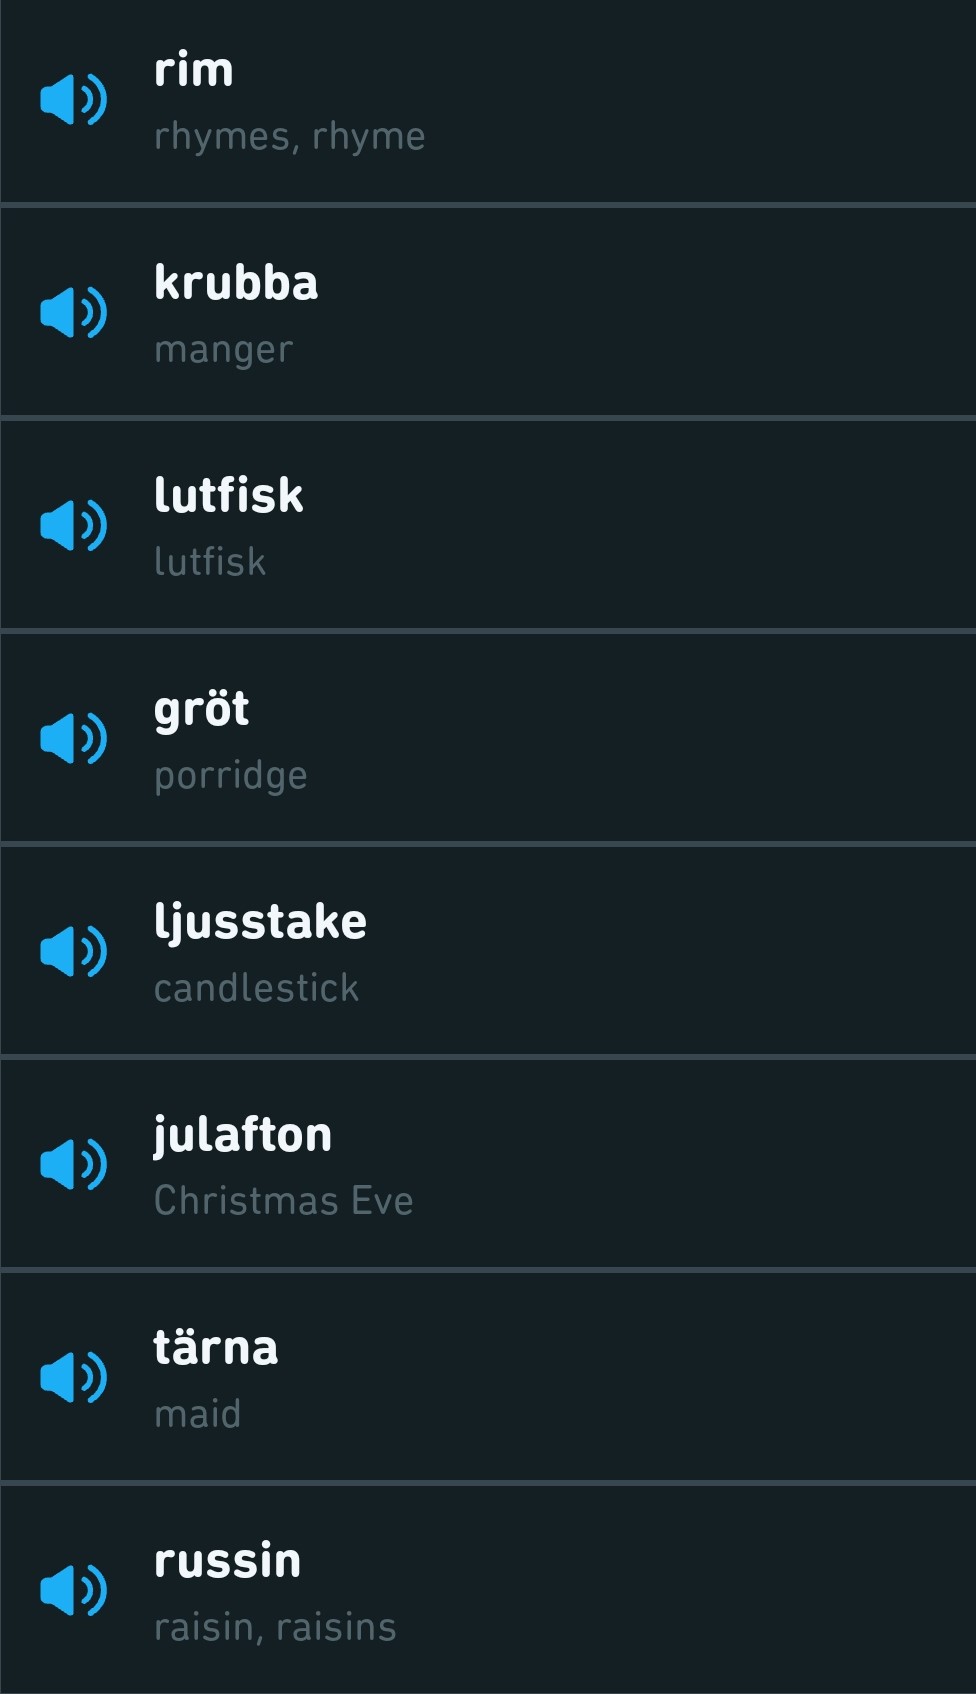 rim
rhymes, rhyme
krubba
manger
lutfisk
lutfisk
gröt
porridge
ljusstake
candlestick
julafton
Christmas Eve
tärna
maid
russin
raisin, raisins